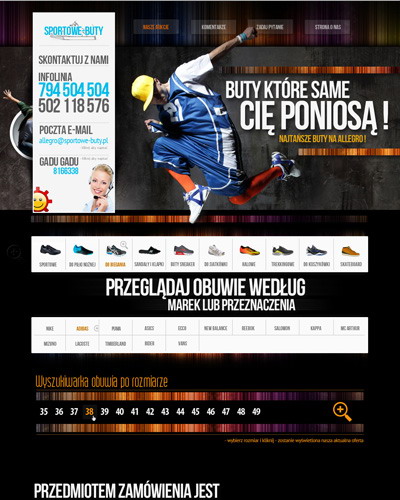 SPORTOWE-BUTY
NASZE AUKCJE
KOMENTARZE
ZADAJ PYTANIE
STRONA O NAS
SKONTAKTUJ Z NAMI
INFOLINIA
794 504 504
502 118 576
POCZTA E-MAIL
allegro@sportowe-buty.pl
GADU GADU
8166338
BUTY KTÓRE SAME
CIĘ PONIOSĄ !
NAJTAŃSZE BUTY NA ALLEGRO !
SPORTOWE
DO PIŁKI NOŻNEJ
DO BIEGANIA
SANDAŁY I KLAPKI
BUTY SNEAKER
DO SIATKÓWKI
HALOWE
TREKKINGOWE
DO KOSZYKÓWKI
SKATEBOARD
PRZEGLĄDAJ OBUWIE WEDŁUG
MAREK LUB PRZEZNACZENIA
NIKE
ADIDAS
PUMA
ASICS
ECCO
NEW BALANCE
REEBOK
SALOMON
KAPPA
MC ARTHUR
MIZUNO
LACOSTE
TIMBERLAND
RIDER
VANS
Wyszukiwarka obuwia po rozmiarze
35 36 37 38 39 40 41 42 43 44 45 46 47 48 49
- wybierz rozmiar i kliknij - zostanie wyświetlona nasza aktualna oferta
PRZEDMIOTEM ZAMÓWIENIA JEST